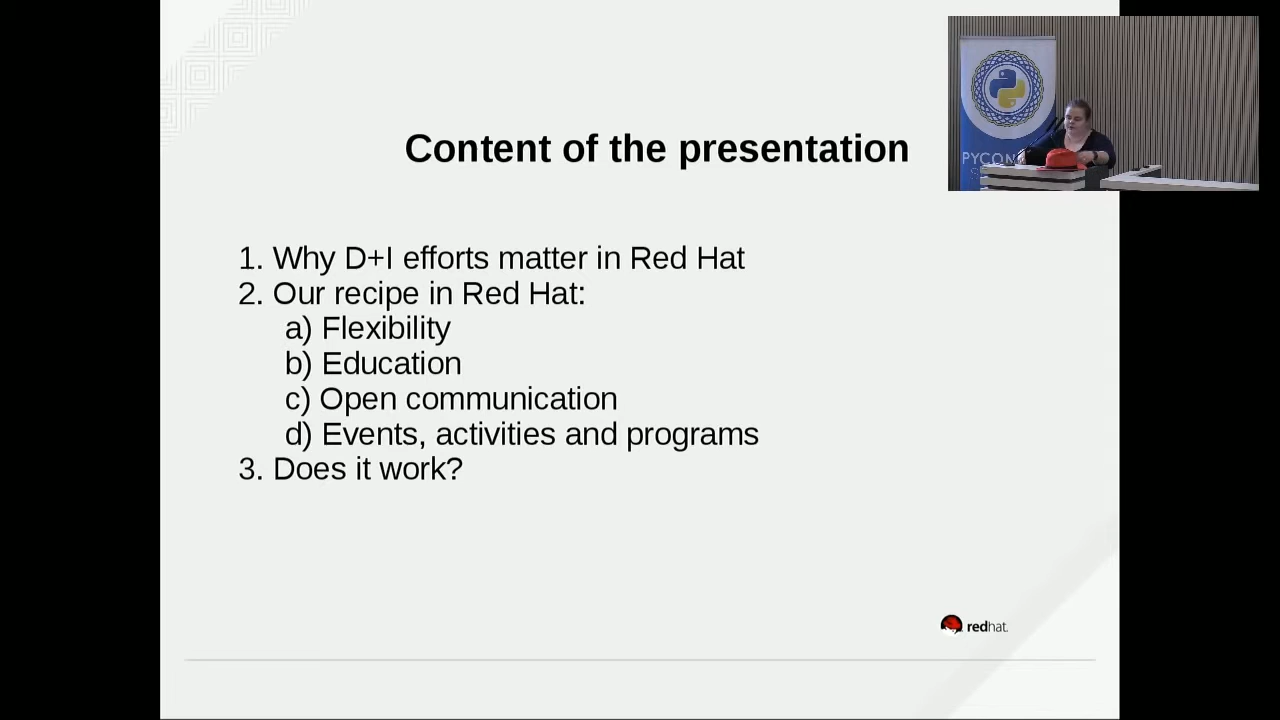 Content of the presentation
1. Why D+I efforts matter in Red Hat
2. Our recipe in Red Hat:
a) Flexibility
b) Education
c) Open communication
d) Events, activities and programs
3. Does it work?
redhat.
PYCON